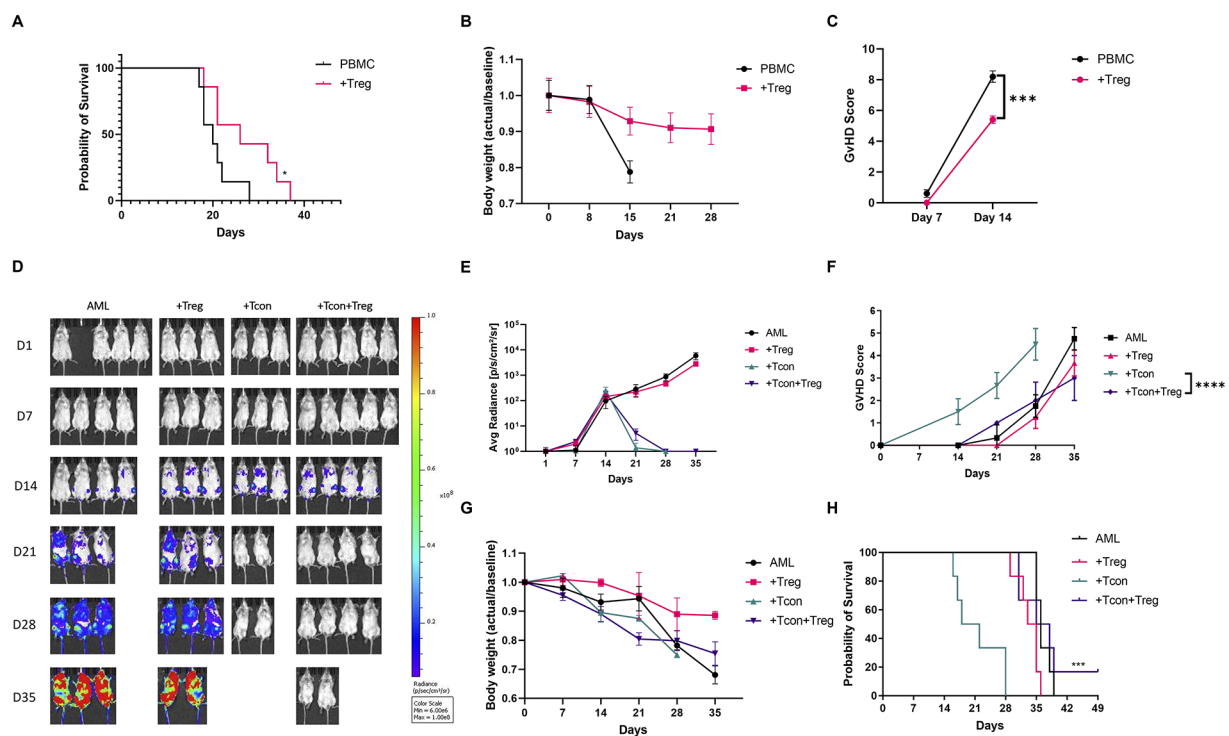 A
B
C
PBMC
+Treg
Probability of Survival
100
50
0
*
0
20
40
Days
PBMC
+Treg
Body weight (actual/baseline)
1.1
1.0
0.9
0.8
0.7
0
8
15
21
28
Days
PBMC
+Treg
GvHD Score
10
8
6
4
2
0
***
Day 7
Day 14
D
E
F
AML
+Treg
+Tcon
+Tcon+Treg
D1
D7
D14
D21
D28
D35
1.0
0.8
0.6
×10⁸
0.4
0.2
Radiance
(p/sec/cm²/sr)
Color Scale
Min = 6.00e6
Max = 1.00e8
Avg Radiance [p/s/cm²/sr]
10⁵
10⁴
10³
10²
10¹
10⁰
1
7
14
21
28
35
Days
AML
+Treg
+Tcon
+Tcon+Treg
GVHD Score
6
5
4
3
2
1
0
0
7
14
21
28
35
Days
AML
+Treg
+Tcon
+Tcon+Treg
****
G
H
Body weight (actual/baseline)
1.1
1.0
0.9
0.8
0.7
0.6
0
7
14
21
28
35
Days
AML
+Treg
+Tcon
+Tcon+Treg
Probability of Survival
100
80
60
40
20
0
0
7
14
21
28
35
42
49
Days
AML
+Treg
+Tcon
+Tcon+Treg
***